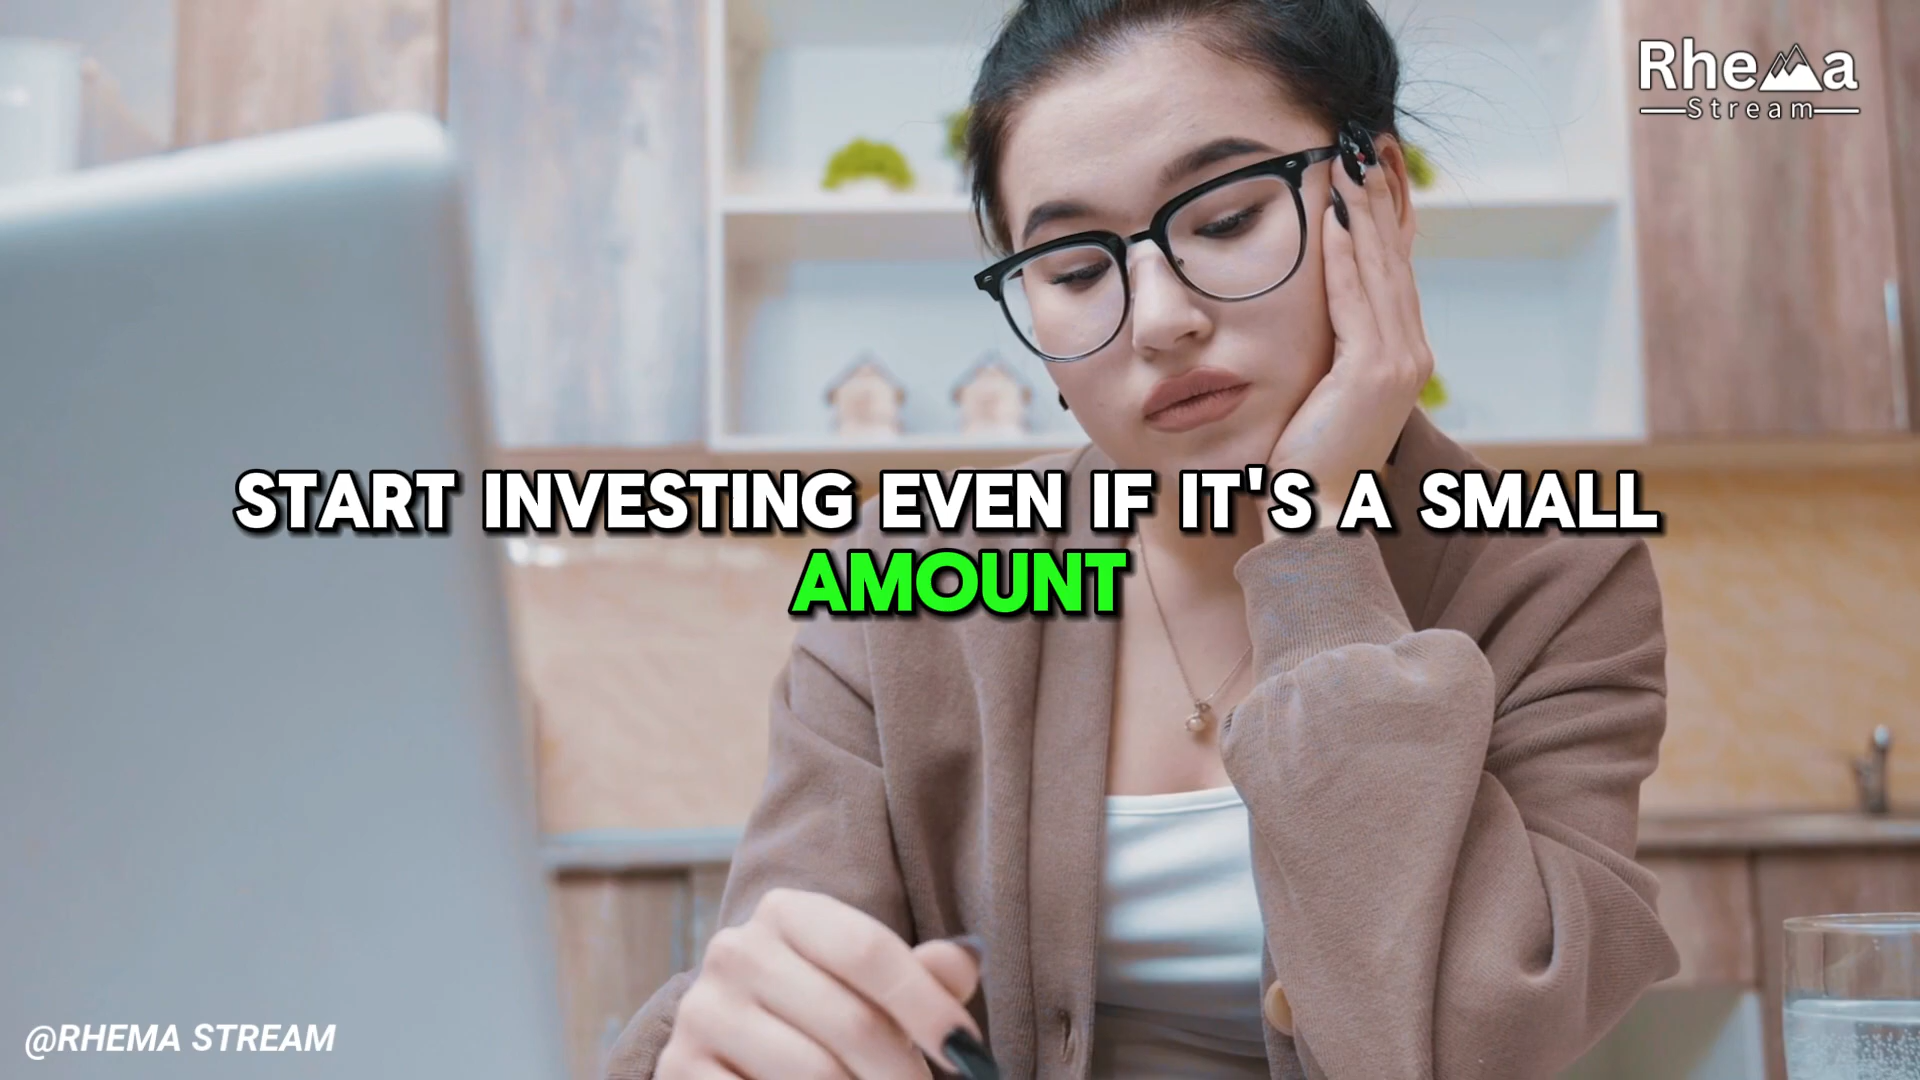 Rhema
Stream
START INVESTING EVEN IF IT'S A SMALL
AMOUNT
@RHEMA STREAM